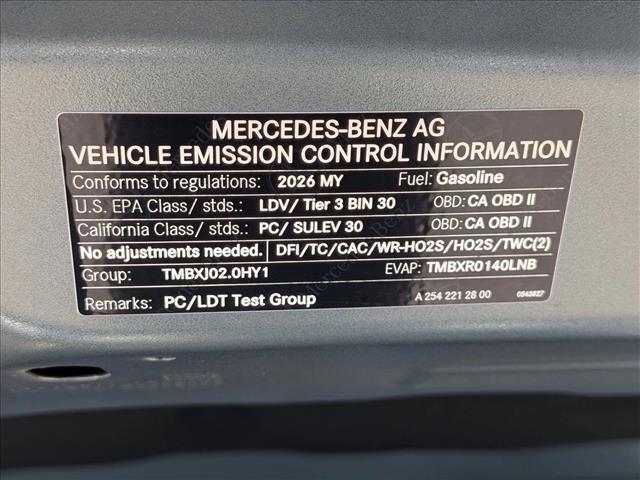 MERCEDES-BENZ AG
VEHICLE EMISSION CONTROL INFORMATION
Conforms to regulations: 2026 MY Fuel: Gasoline
U.S. EPA Class/ stds.: LDV/ Tier 3 BIN 30 OBD: CA OBD II
California Class/ stds.: PC/ SULEV 30 OBD: CA OBD II
No adjustments needed. DFI/TC/CAC/WR-HO2S/HO2S/TWC(2)
Group: TMBXJ02.0HY1 EVAP: TMBXR0140LNB
Remarks: PC/LDT Test Group A 254 221 28 00